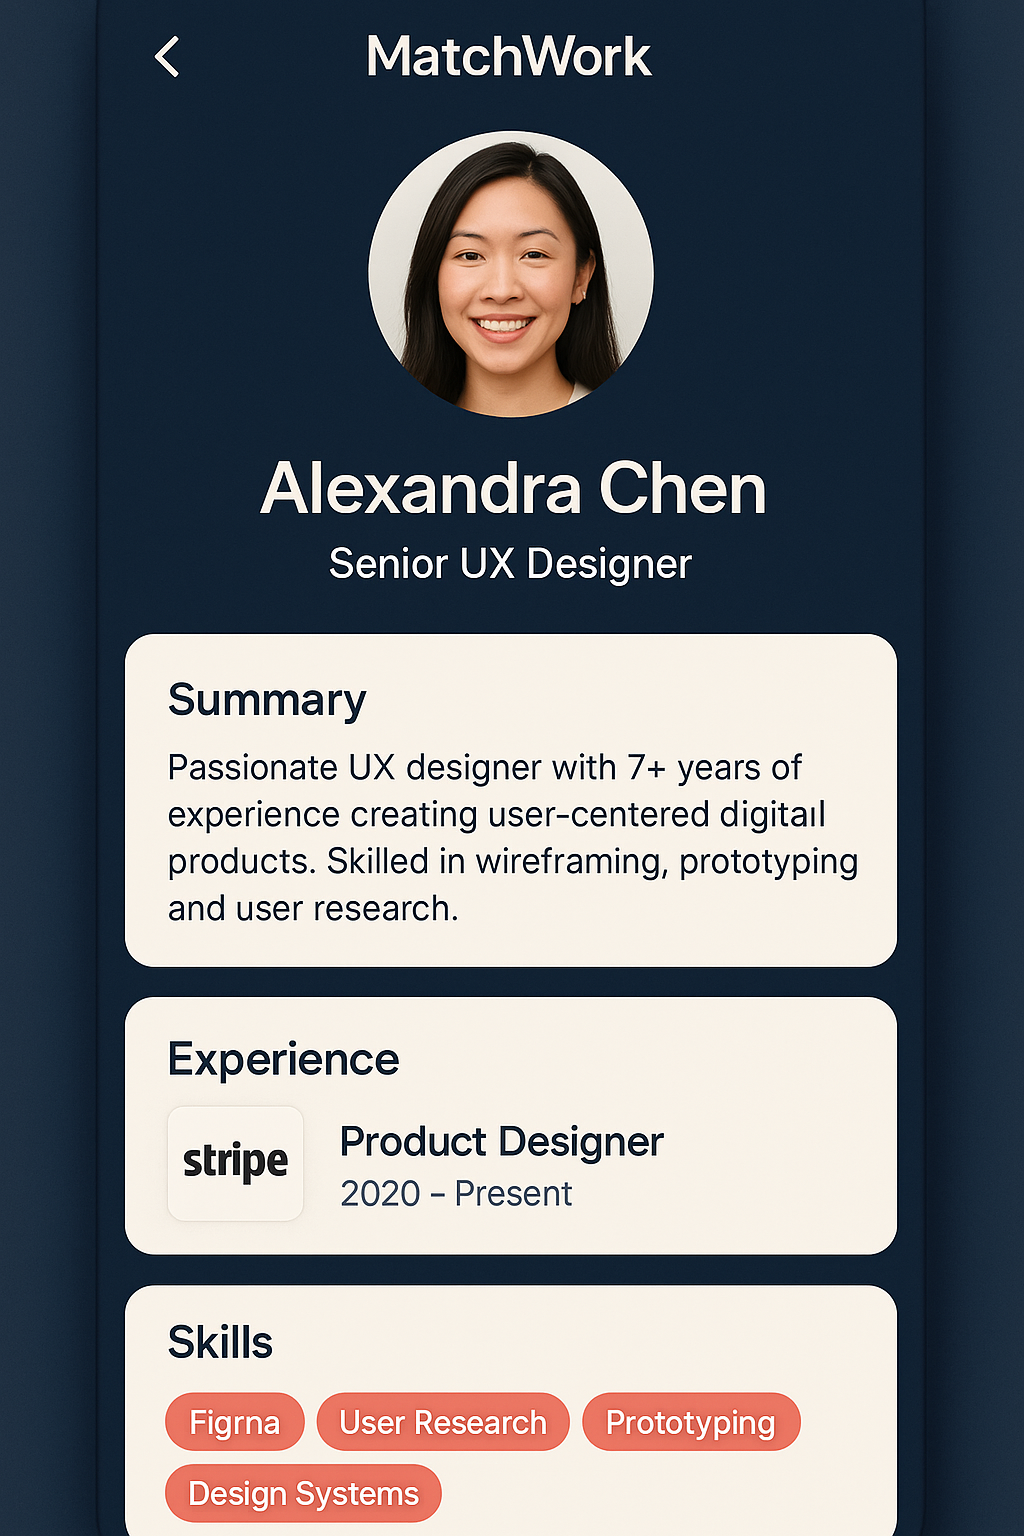 MatchWork
Alexandra Chen
Senior UX Designer
Summary
Passionate UX designer with 7+ years of
experience creating user-centered digitaıl
products. Skilled in wireframing, prototyping
and user research.
Experience
stripe
Product Designer
2020 – Present
Skills
Figrna
User Research
Prototyping
Design Systems